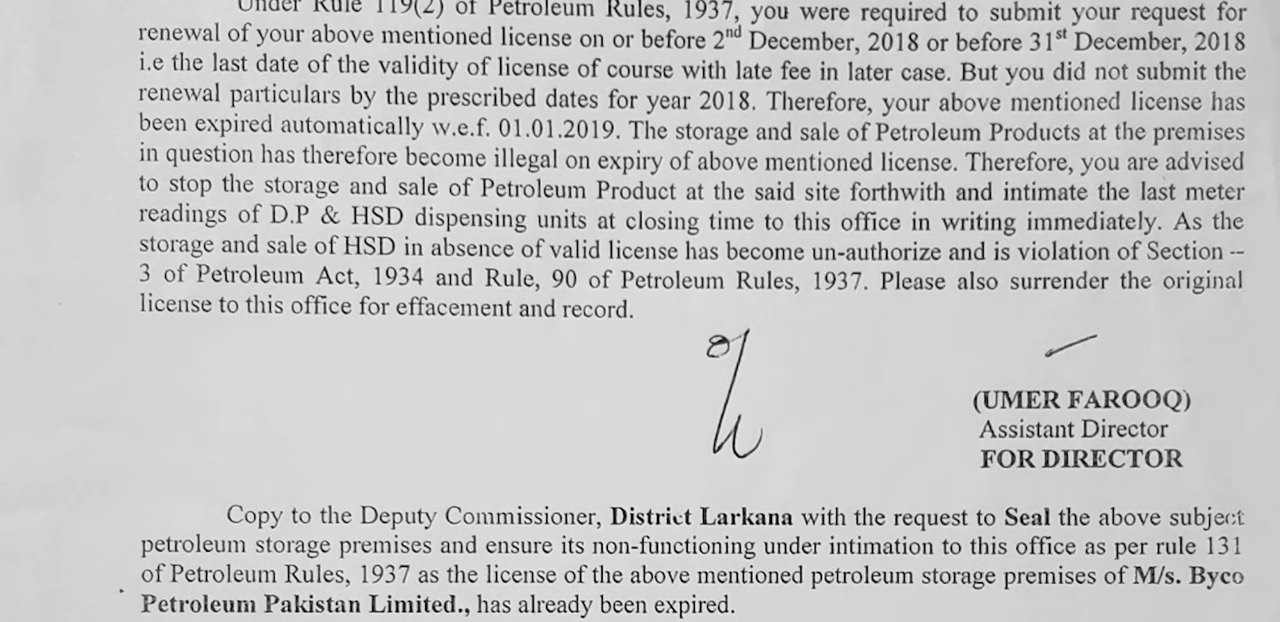 Under Rule 119(2) of Petroleum Rules, 1937, you were required to submit your request for
renewal of your above mentioned license on or before 2nd December, 2018 or before 31st December, 2018
i.e the last date of the validity of license of course with late fee in later case. But you did not submit the
renewal particulars by the prescribed dates for year 2018. Therefore, your above mentioned license has
been expired automatically w.e.f. 01.01.2019. The storage and sale of Petroleum Products at the premises
in question has therefore become illegal on expiry of above mentioned license. Therefore, you are advised
to stop the storage and sale of Petroleum Product at the said site forthwith and intimate the last meter
readings of D.P & HSD dispensing units at closing time to this office in writing immediately. As the
storage and sale of HSD in absence of valid license has become un-authorize and is violation of Section --
3 of Petroleum Act, 1934 and Rule, 90 of Petroleum Rules, 1937. Please also surrender the original
license to this office for effacement and record.
(UMER FAROOQ)
Assistant Director
FOR DIRECTOR
Copy to the Deputy Commissioner, District Larkana with the request to Seal the above subject
petroleum storage premises and ensure its non-functioning under intimation to this office as per rule 131
of Petroleum Rules, 1937 as the license of the above mentioned petroleum storage premises of M/s. Byco
Petroleum Pakistan Limited., has already been expired.